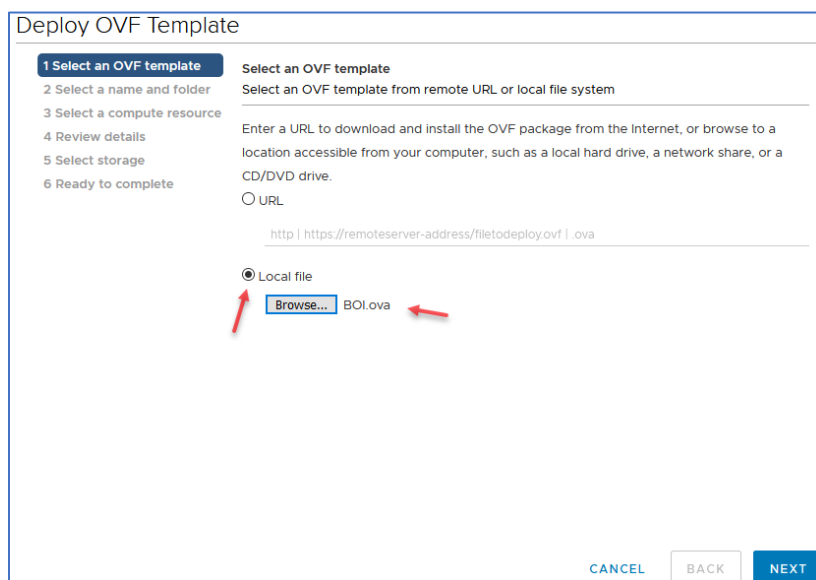 Deploy OVF Template
1 Select an OVF template
2 Select a name and folder
3 Select a compute resource
4 Review details
5 Select storage
6 Ready to complete
Select an OVF template
Select an OVF template from remote URL or local file system
Enter a URL to download and install the OVF package from the Internet, or browse to a
location accessible from your computer, such as a local hard drive, a network share, or a
CD/DVD drive.
URL
http | https://remoteserver-address/filetodeploy.ovf | .ova
Local file
Browse... BOI.ova
CANCEL BACK NEXT